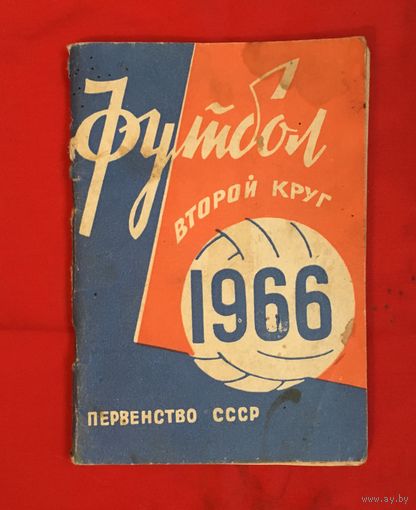 Футбол
ВТОРОЙ КРУГ
1966
ПЕРВЕНСТВО СССР
www.ay.by